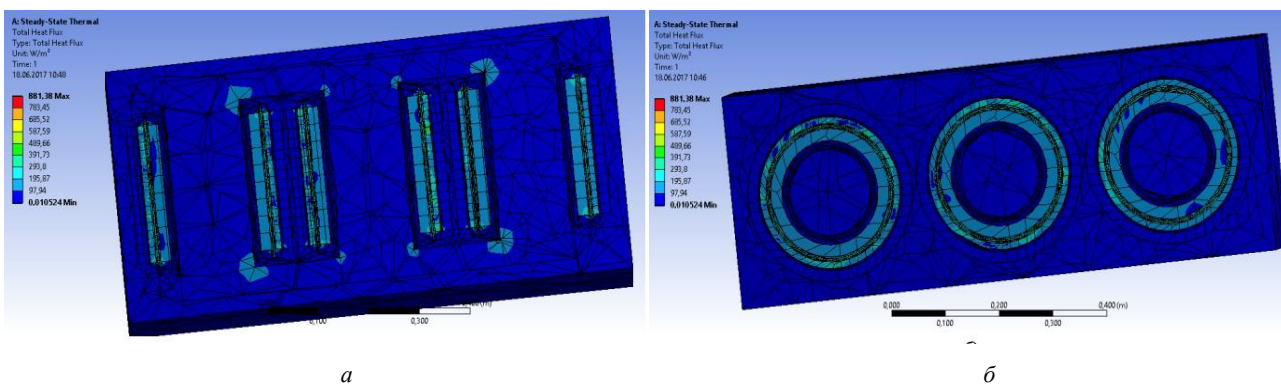 A: Steady-State Thermal
Total Heat Flux
Type: Total Heat Flux
Unit: W/m²
Time: 1
18.06.2017 10:48
881,38 Max
783,45
685,52
587,59
489,66
391,73
293,8
195,87
97,94
0.010524 Min
0,100
0,300
A: Steady-State Thermal
Total Heat Flux
Type: Total Heat Flux
Unit: W/m²
Time: 1
18.06.2017 10:46
881,38 Max
783,45
685,52
587,59
489,66
391,73
293,8
195,87
97,94
0.010524 Min
0,000
0,200
0,400 (m)
0,100
0,300
а
б